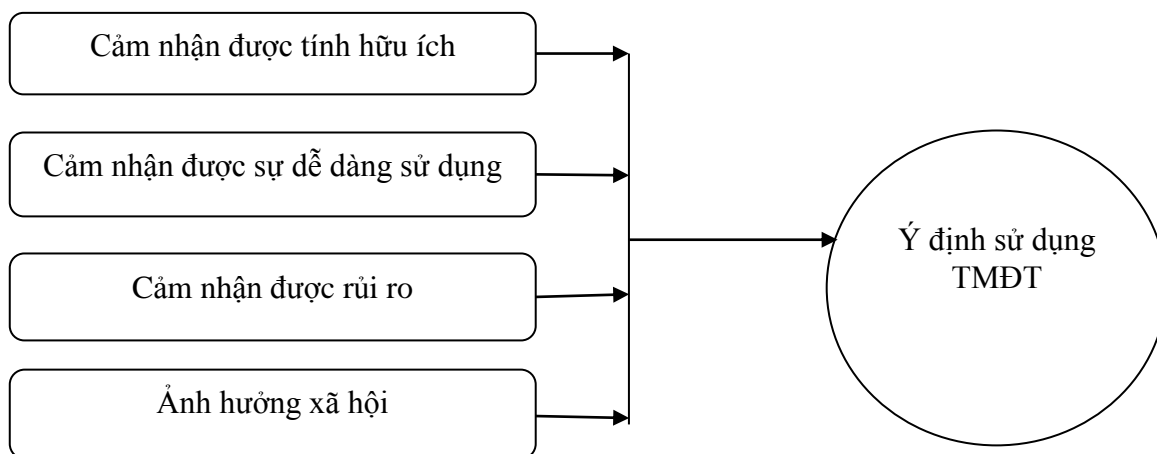 Cảm nhận được tính hữu ích
Cảm nhận được sự dễ dàng sử dụng
Cảm nhận được rủi ro
Ảnh hưởng xã hội
Ý định sử dụng
TMĐT